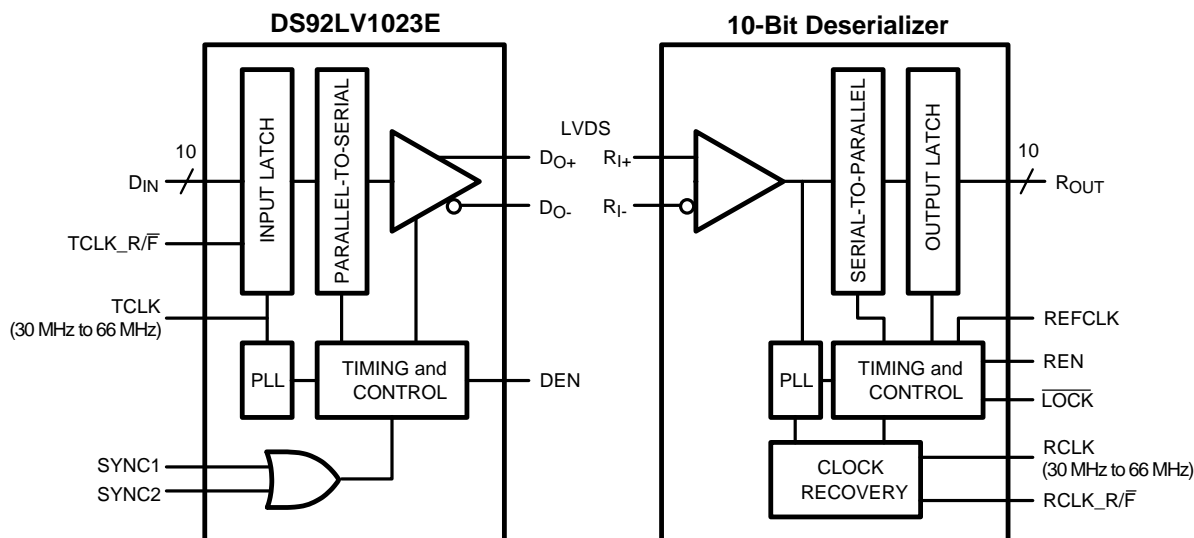 DS92LV1023E
10-Bit Deserializer
INPUT LATCH
PARALLEL-TO-SERIAL
10
DIN
TCLK_R/F̅
TCLK
(30 MHz to 66 MHz)
PLL
TIMING and
CONTROL
DEN
SYNC1
SYNC2
LVDS
DO+
DO-
RI+
RI-
SERIAL-TO-PARALLEL
OUTPUT LATCH
10
ROUT
REFCLK
REN
L̅O̅C̅K̅
PLL
TIMING and
CONTROL
CLOCK
RECOVERY
RCLK
(30 MHz to 66 MHz)
RCLK_R/F̅